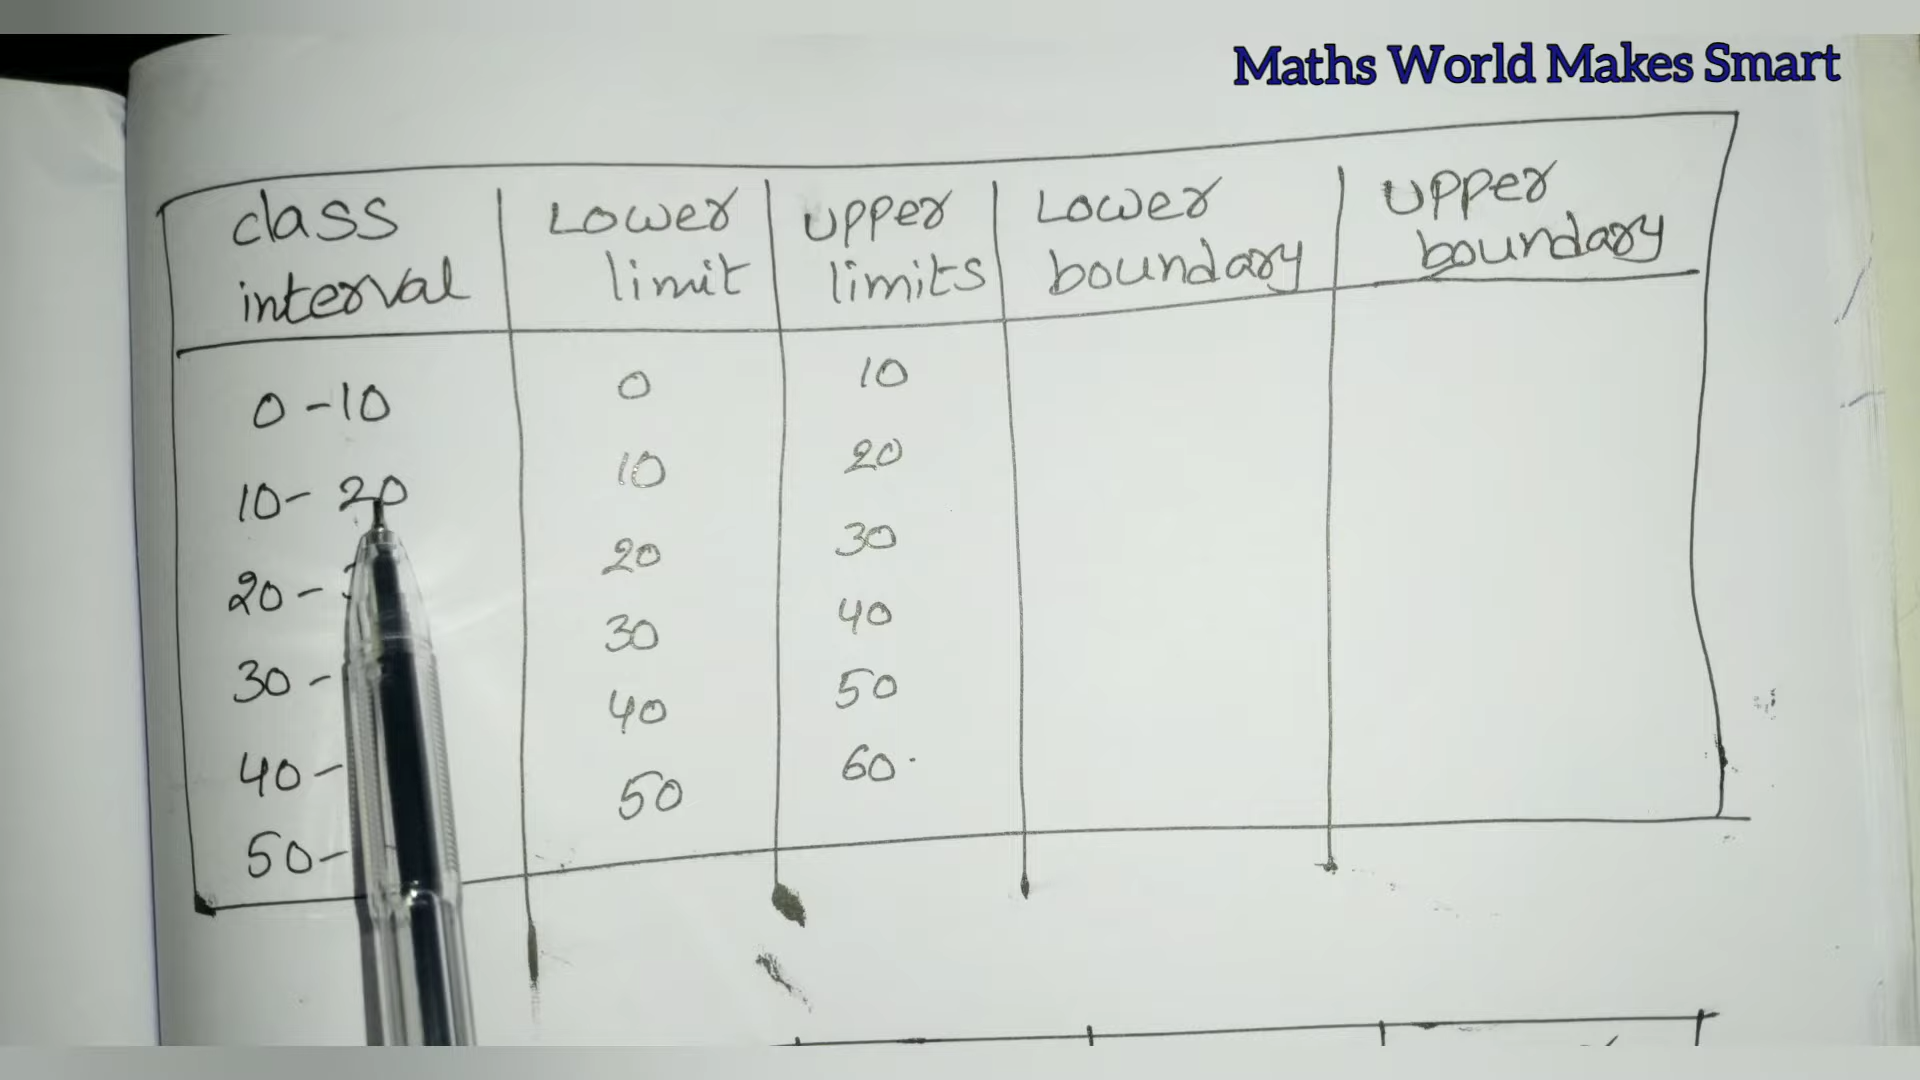 Maths World Makes Smart
class interval | Lower limit | upper limits | Lower boundary | upper boundary
0 - 10 | 0 | 10
10 - 20 | 10 | 20
20 - | 20 | 30
30 - | 30 | 40
40 - | 40 | 50
50 - | 50 | 60